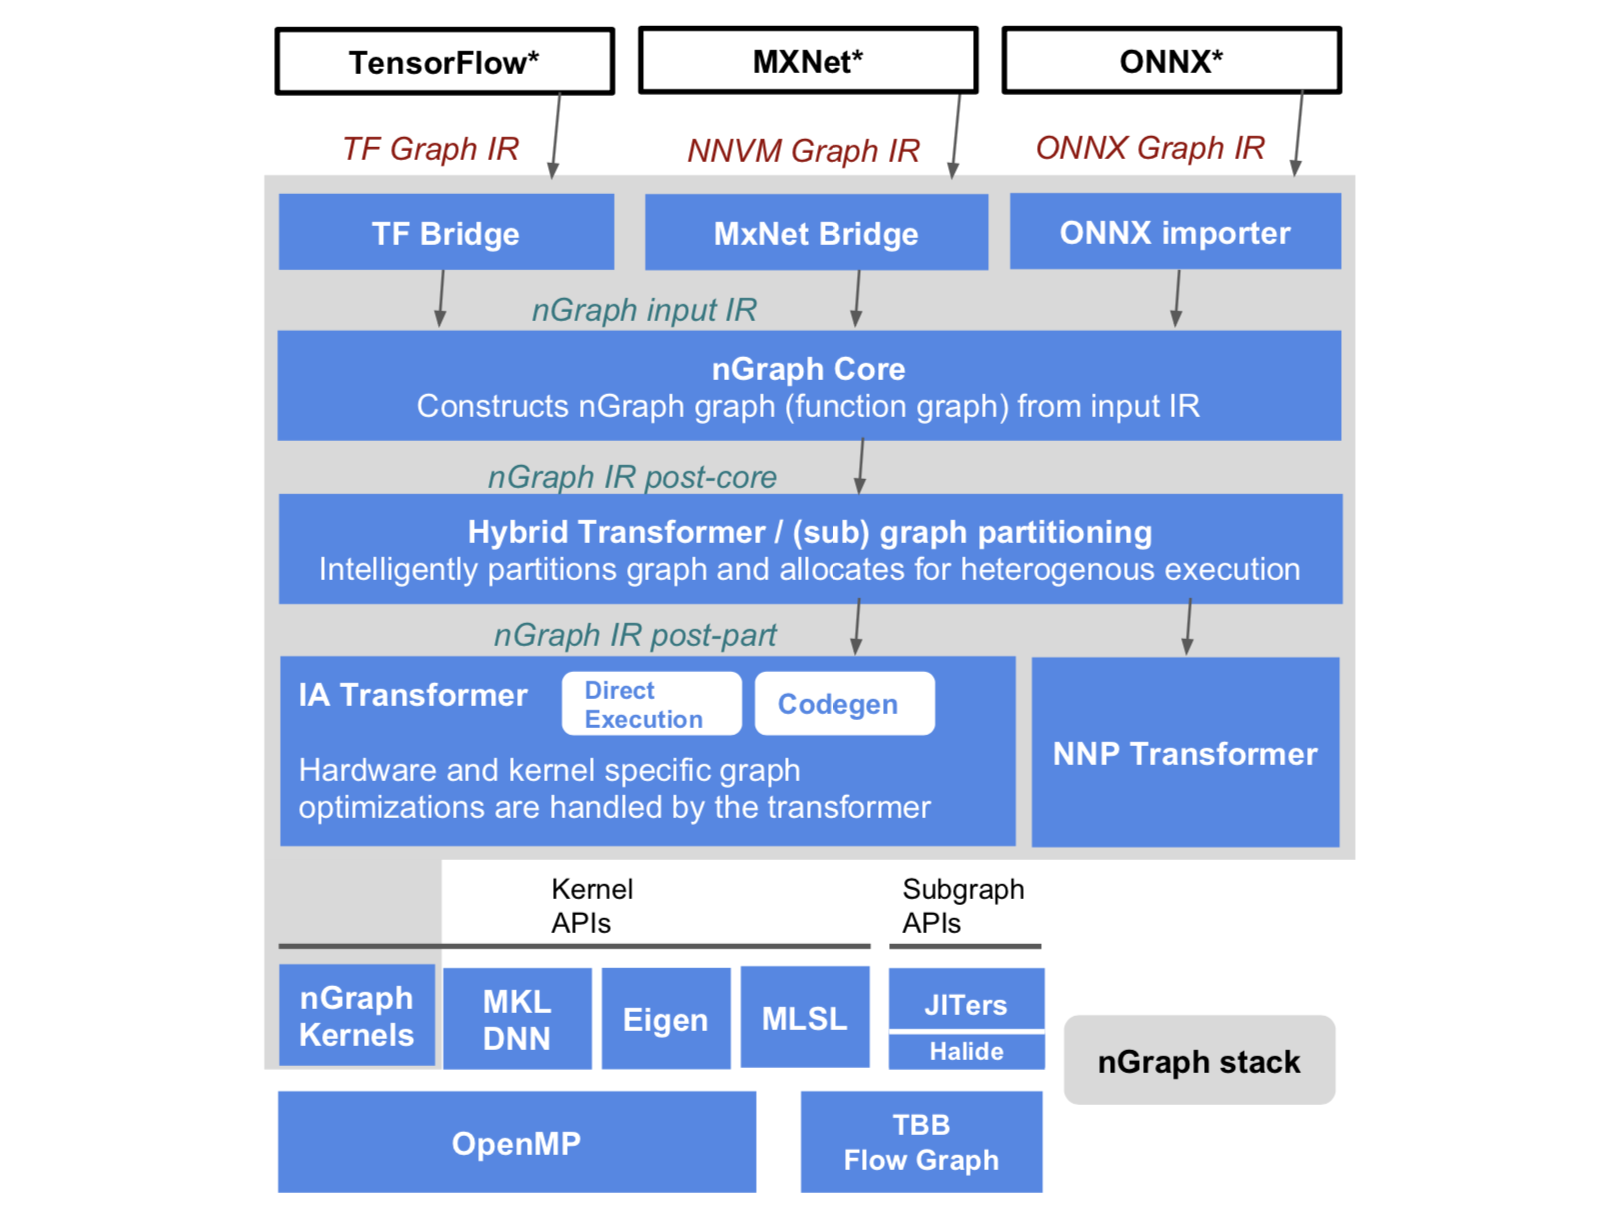 TensorFlow*
MXNet*
ONNX*
TF Graph IR
NNVM Graph IR
ONNX Graph IR
TF Bridge
MxNet Bridge
ONNX importer
nGraph input IR
nGraph Core
Constructs nGraph graph (function graph) from input IR
nGraph IR post-core
Hybrid Transformer / (sub) graph partitioning
Intelligently partitions graph and allocates for heterogenous execution
nGraph IR post-part
IA Transformer
Direct
Execution
Codegen
Hardware and kernel specific graph
optimizations are handled by the transformer
NNP Transformer
Kernel
APIs
Subgraph
APIs
nGraph
Kernels
MKL
DNN
Eigen
MLSL
JITers
Halide
nGraph stack
OpenMP
TBB
Flow Graph